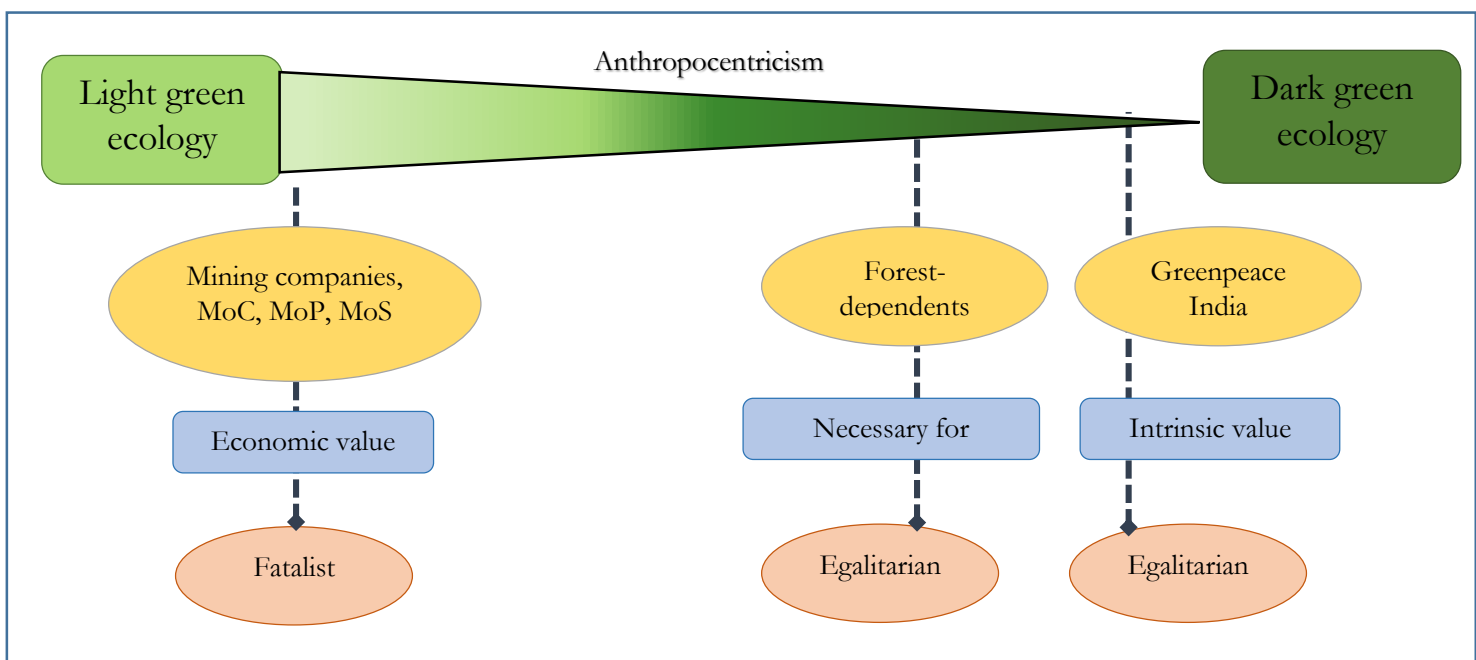 Anthropocentricism
Light green
ecology
Dark green
ecology
Mining companies,
MoC, MoP, MoS
Forest-
dependents
Greenpeace
India
Economic value
Necessary for
Intrinsic value
Fatalist
Egalitarian
Egalitarian